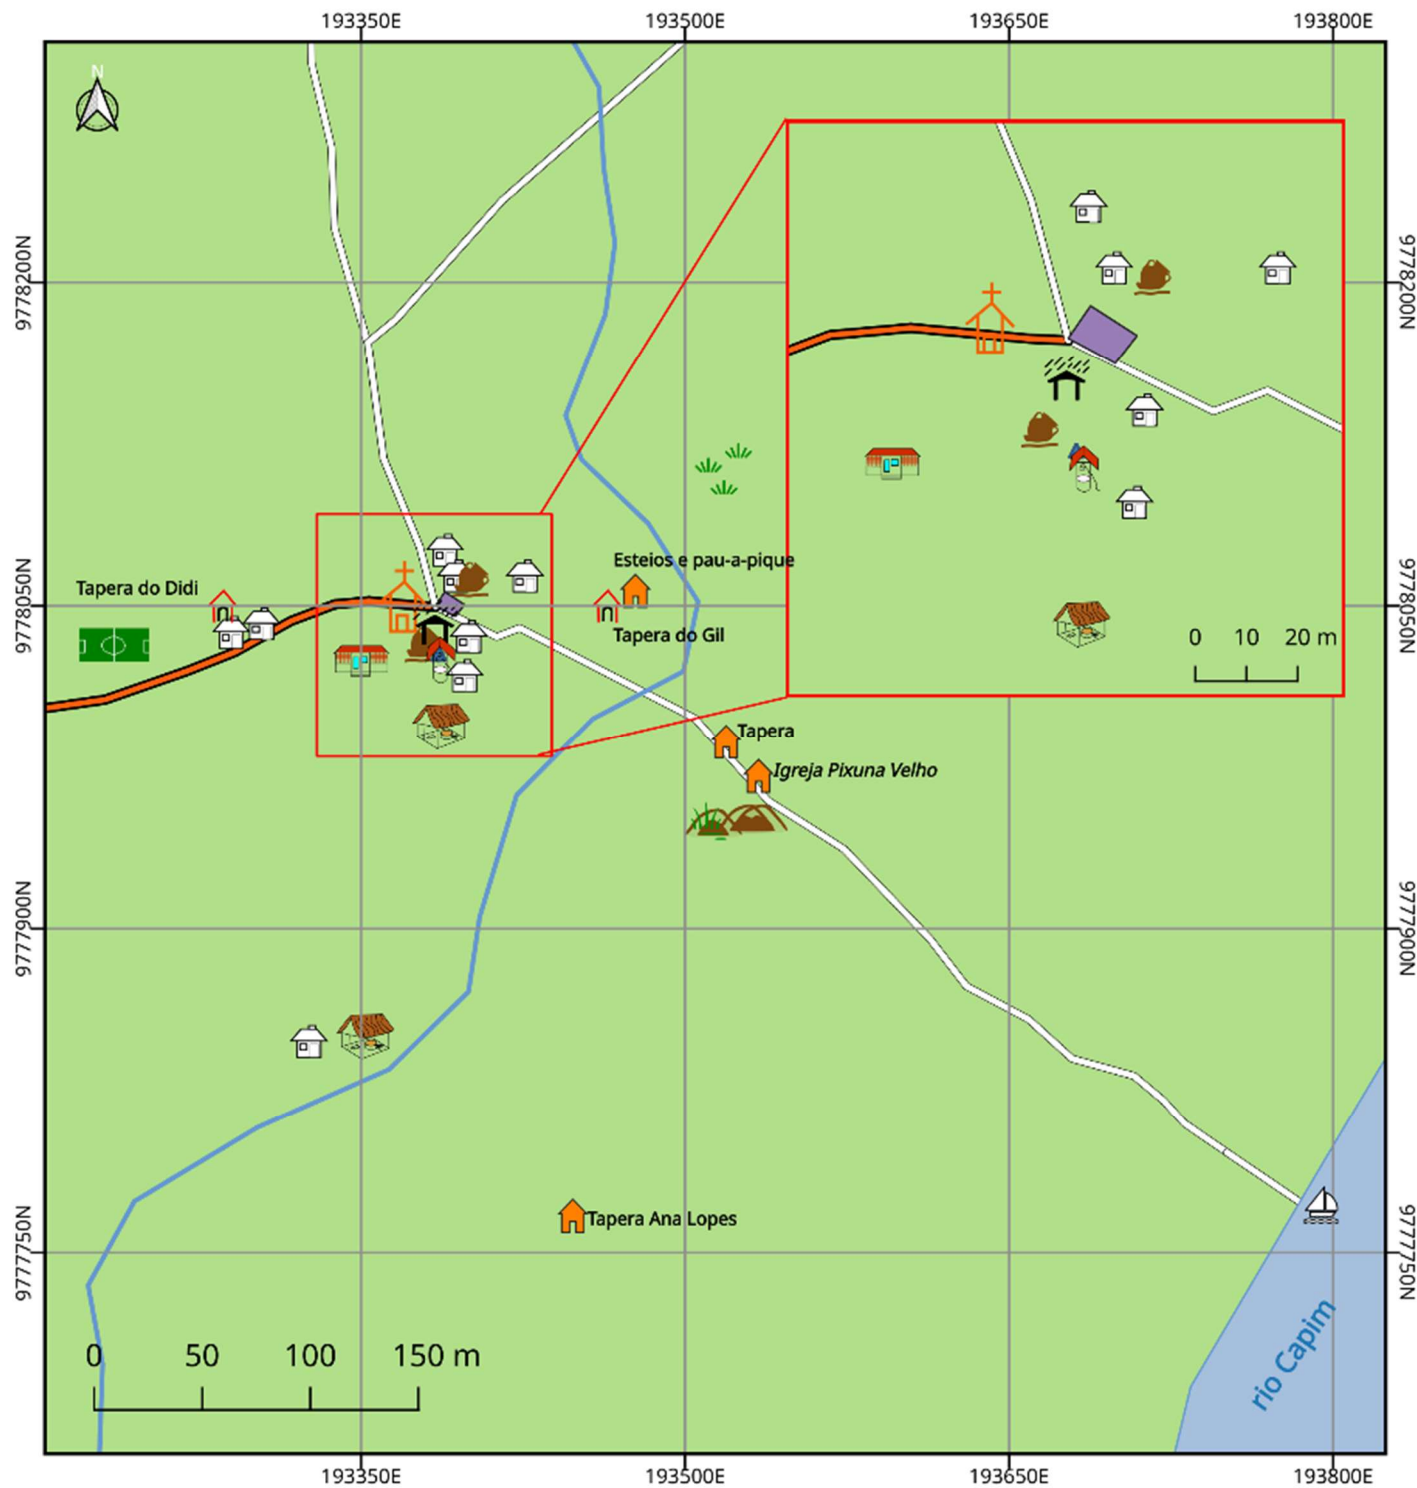 193350E 193500E 193650E 193800E
N
9778200N 9778200N
Esteios e pau-a-pique
Tapera do Didi
9778050N 9778050N
Tapera do Gil
0 10 20 m
Tapera
Igreja Pixuna Velho
9777900N 9777900N
Tapera Ana Lopes
9777750N 9777750N
rio Capim
0 50 100 150 m
193350E 193500E 193650E 193800E